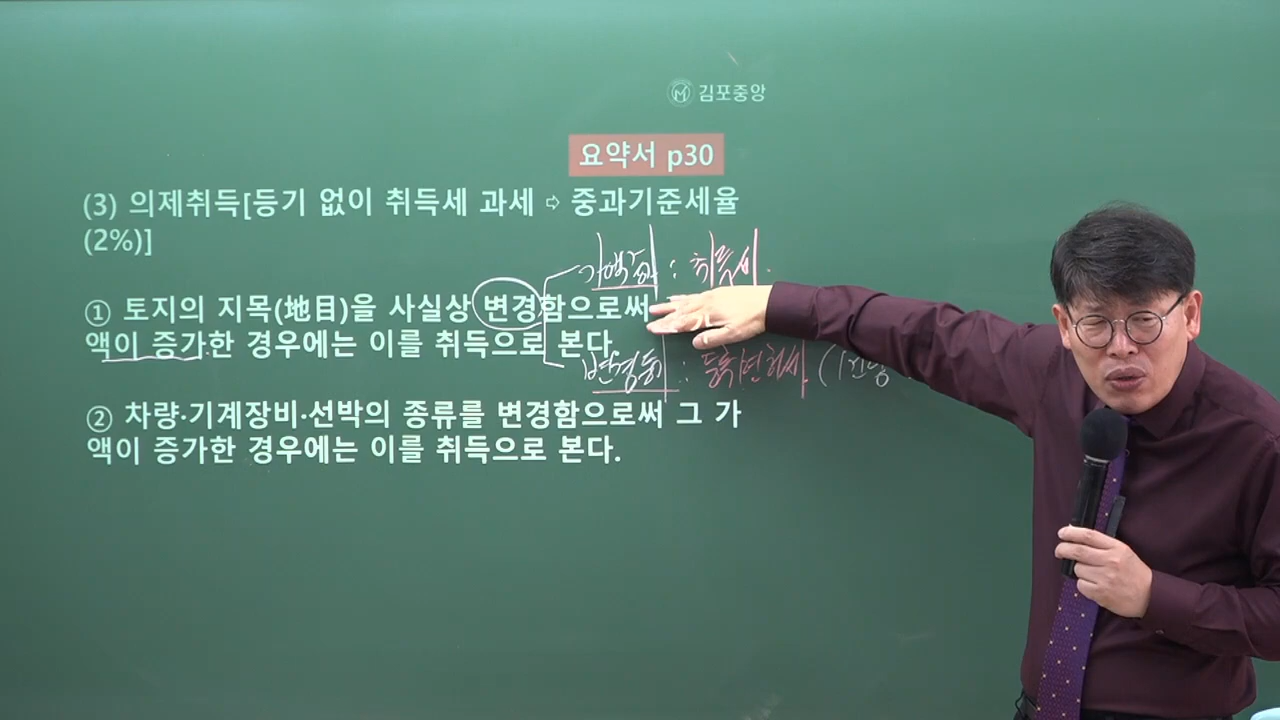 김포중앙
요약서 p30
(3) 의제취득[등기 없이 취득세 과세 ⇨ 중과기준세율
(2%)]
가액증가 : 취득세.
① 토지의 지목(地目)을 사실상 변경함으로써
액이 증가한 경우에는 이를 취득으로 본다.
변경등기 : 등록면허세 (1건당
② 차량·기계장비·선박의 종류를 변경함으로써 그 가
액이 증가한 경우에는 이를 취득으로 본다.